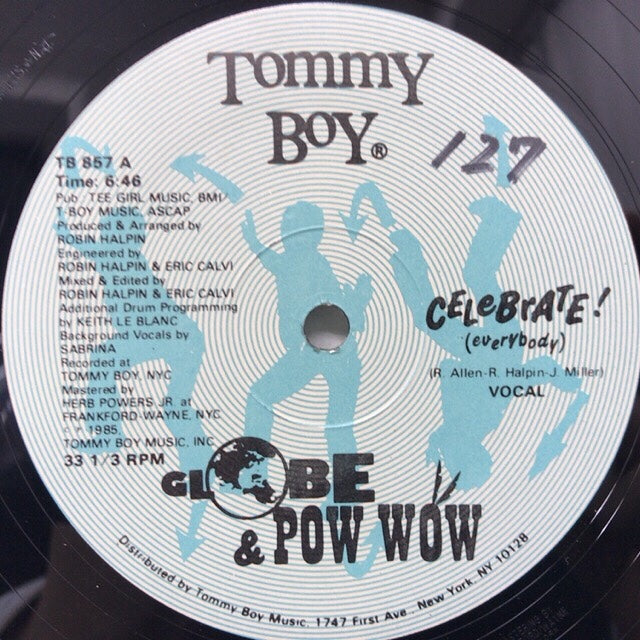 TOMMY
BOY®
127
TB 857 A
Time: 6:46
Pub: TEE GIRL MUSIC, BMI/
T-BOY MUSIC, ASCAP
Produced & Arranged by
ROBIN HALPIN
Engineered by
ROBIN HALPIN & ERIC CALVI
Mixed & Edited by
ROBIN HALPIN & ERIC CALVI
Additional Drum Programming
by KEITH LE BLANC
Background Vocals by
SABRINA
Recorded at
TOMMY BOY, NYC
Mastered by
HERB POWERS JR. at
FRANKFORD-WAYNE, NYC
1985,
TOMMY BOY MUSIC, INC
33 1/3 RPM
CELeBrATE!
(everybody)
(R. Allen-R. Halpin-J. Miller)
VOCAL
GLOBE
& POW WOW
Distributed by Tommy Boy Music, 1747 First Ave., New York, NY 10128